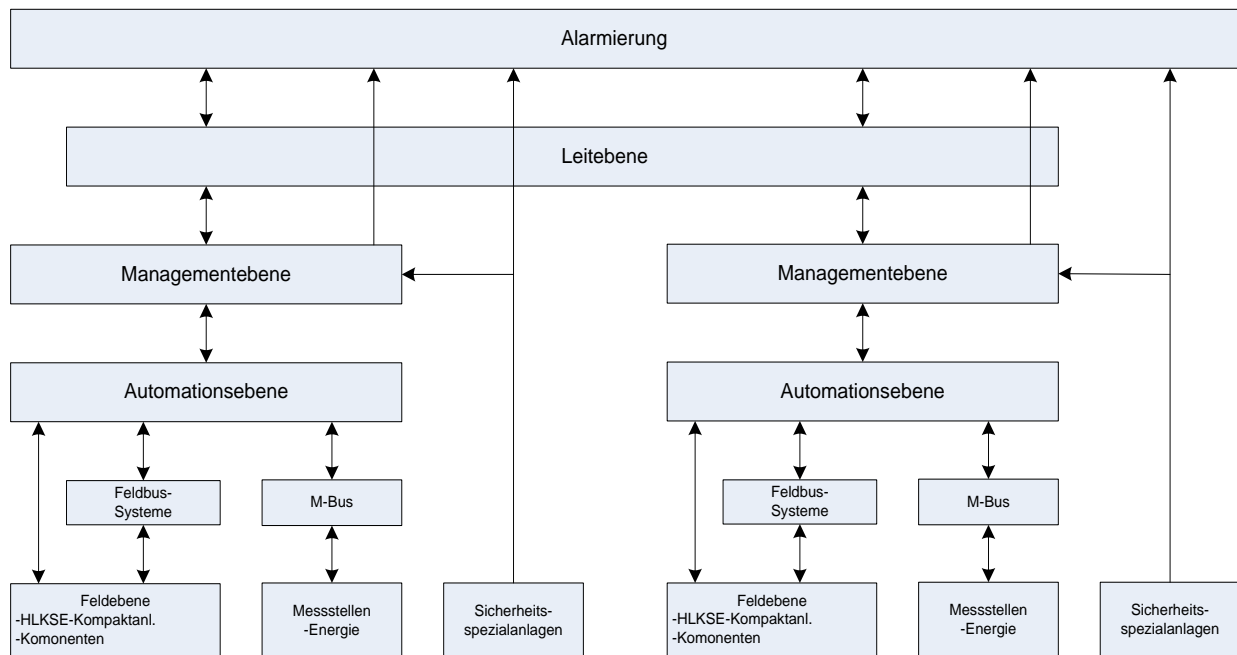 Alarmierung
Leitebene
Managementebene
Managementebene
Automationsebene
Automationsebene
Feldbus-
Systeme
M-Bus
Feldbus-
Systeme
M-Bus
Feldebene
-HLKSE-Kompaktanl.
-Komonenten
Messstellen
-Energie
Sicherheits-
spezialanlagen
Feldebene
-HLKSE-Kompaktanl.
-Komonenten
Messstellen
-Energie
Sicherheits-
spezialanlagen